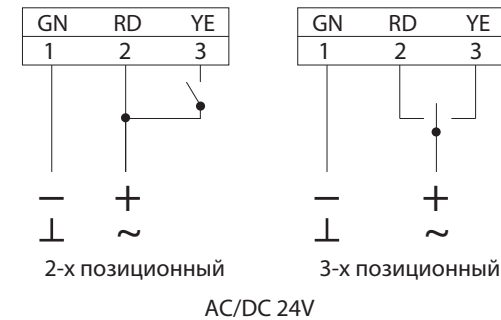 GN RD YE GN RD YE
1 2 3 1 2 3
− + − +
⊥ ~ ⊥ ~
2-х позиционный 3-х позиционный
AC/DC 24V